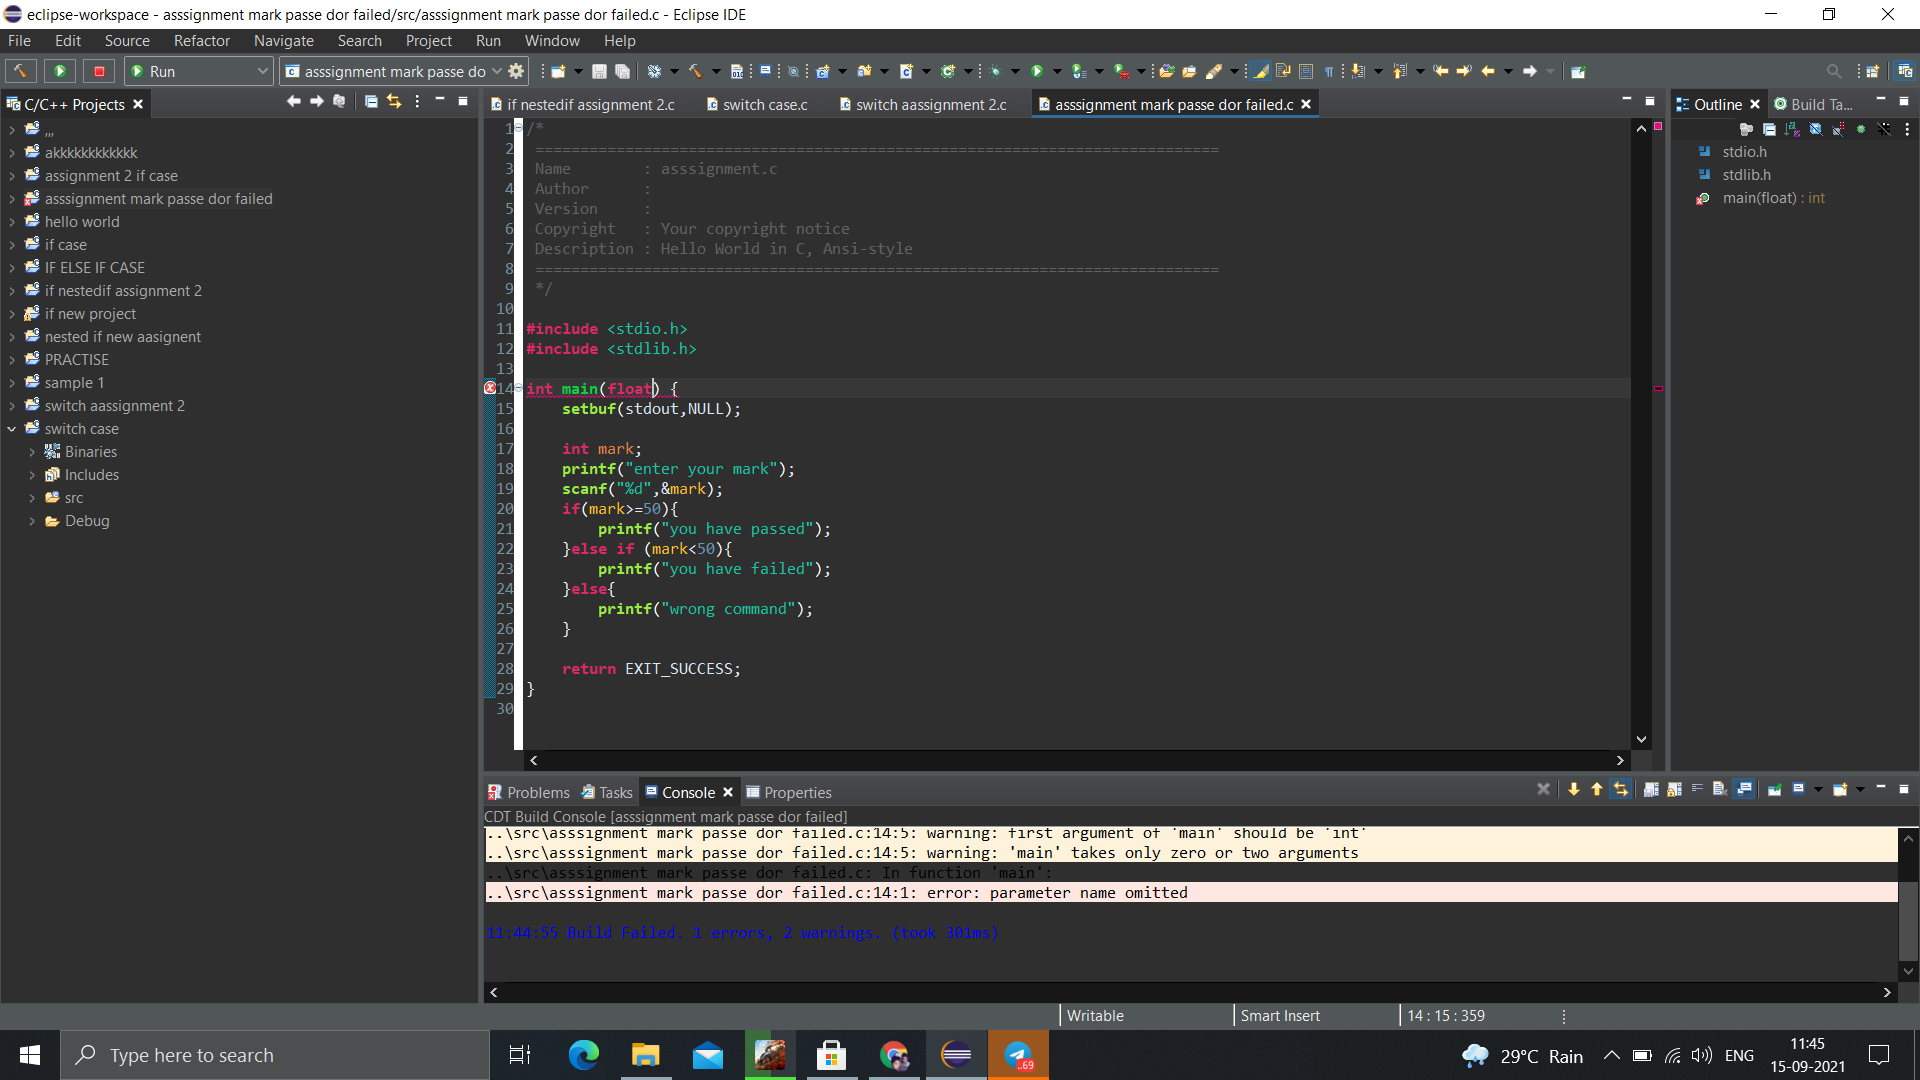 eclipse-workspace - asssignment mark passe dor failed/src/asssignment mark passe dor failed.c - Eclipse IDE
File Edit Source Refactor Navigate Search Project Run Window Help
Run
asssignment mark passe do
C/C++ Projects
if nestedif assignment 2.c
switch case.c
switch aassignment 2.c
asssignment mark passe dor failed.c
Outline
Build Ta...
,,,
akkkkkkkkkkkk
assignment 2 if case
asssignment mark passe dor failed
hello world
if case
IF ELSE IF CASE
if nestedif assignment 2
if new project
nested if new aasignent
PRACTISE
sample 1
switch aassignment 2
switch case
Binaries
Includes
src
Debug
1 /*
2 ============================================================================
3 Name : asssignment.c
4 Author :
5 Version :
6 Copyright : Your copyright notice
7 Description : Hello World in C, Ansi-style
8 ============================================================================
9 */
10
11 #include <stdio.h>
12 #include <stdlib.h>
13
14 int main(float) {
15 setbuf(stdout,NULL);
16
17 int mark;
18 printf("enter your mark");
19 scanf("%d",&mark);
20 if(mark>=50){
21 printf("you have passed");
22 }else if (mark<50){
23 printf("you have failed");
24 }else{
25 printf("wrong command");
26 }
27
28 return EXIT_SUCCESS;
29 }
30
stdio.h
stdlib.h
main(float) : int
Problems Tasks Console Properties
CDT Build Console [asssignment mark passe dor failed]
..\src\asssignment mark passe dor failed.c:14:5: warning: first argument of 'main' should be 'int'
..\src\asssignment mark passe dor failed.c:14:5: warning: 'main' takes only zero or two arguments
..\src\asssignment mark passe dor failed.c: In function 'main':
..\src\asssignment mark passe dor failed.c:14:1: error: parameter name omitted
11:44:55 Build Failed. 1 errors, 2 warnings. (took 301ms)
Writable
Smart Insert
14 : 15 : 359
Type here to search
..69
29°C Rain
ENG
11:45
15-09-2021